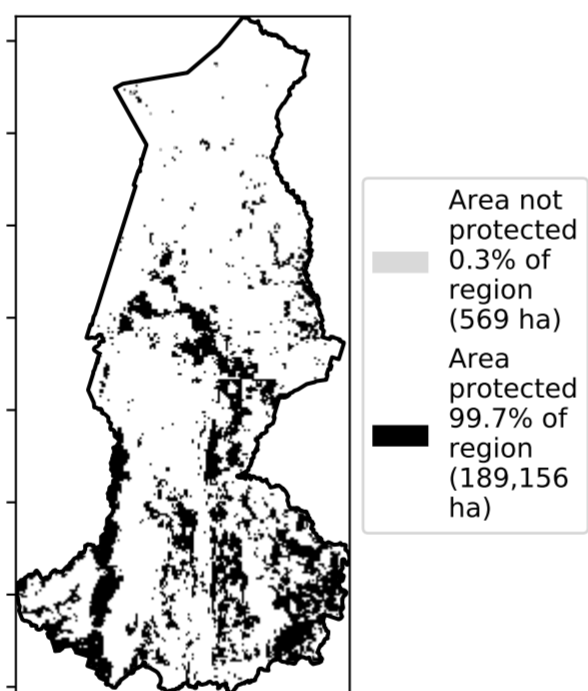 Area not
protected
0.3% of
region
(569 ha)
Area
protected
99.7% of
region
(189,156
ha)